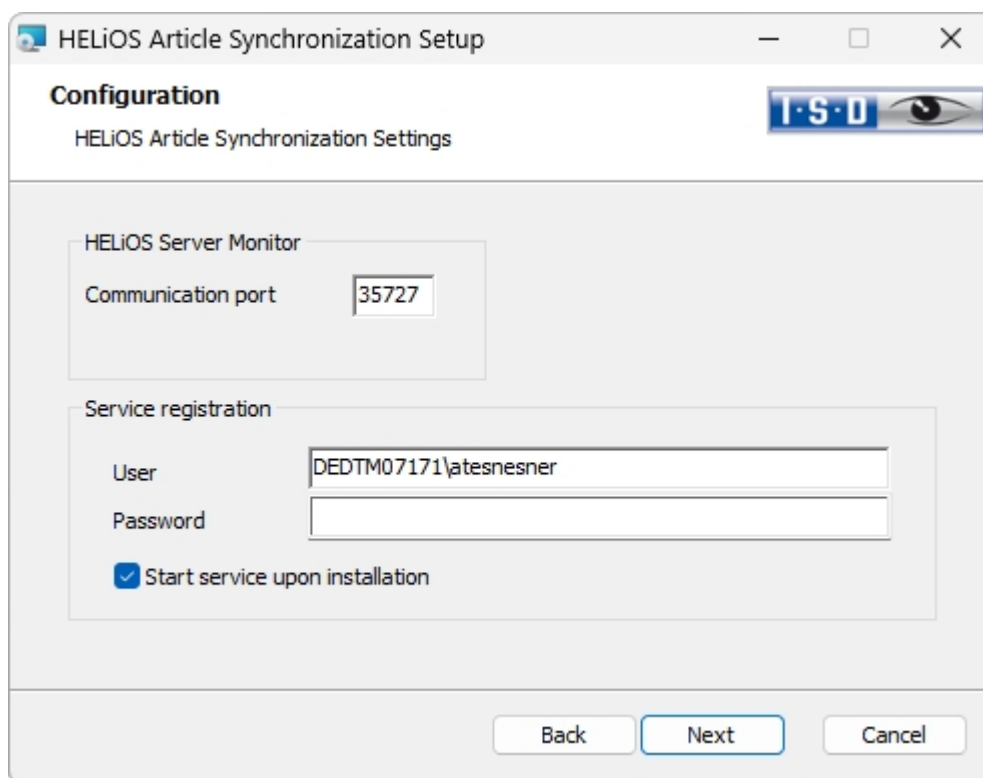 HELiOS Article Synchronization Setup
Configuration
HELiOS Article Synchronization Settings
I·S·D
HELiOS Server Monitor
Communication port 35727
Service registration
User DEDTM07171\atesnesner
Password
Start service upon installation
Back Next Cancel